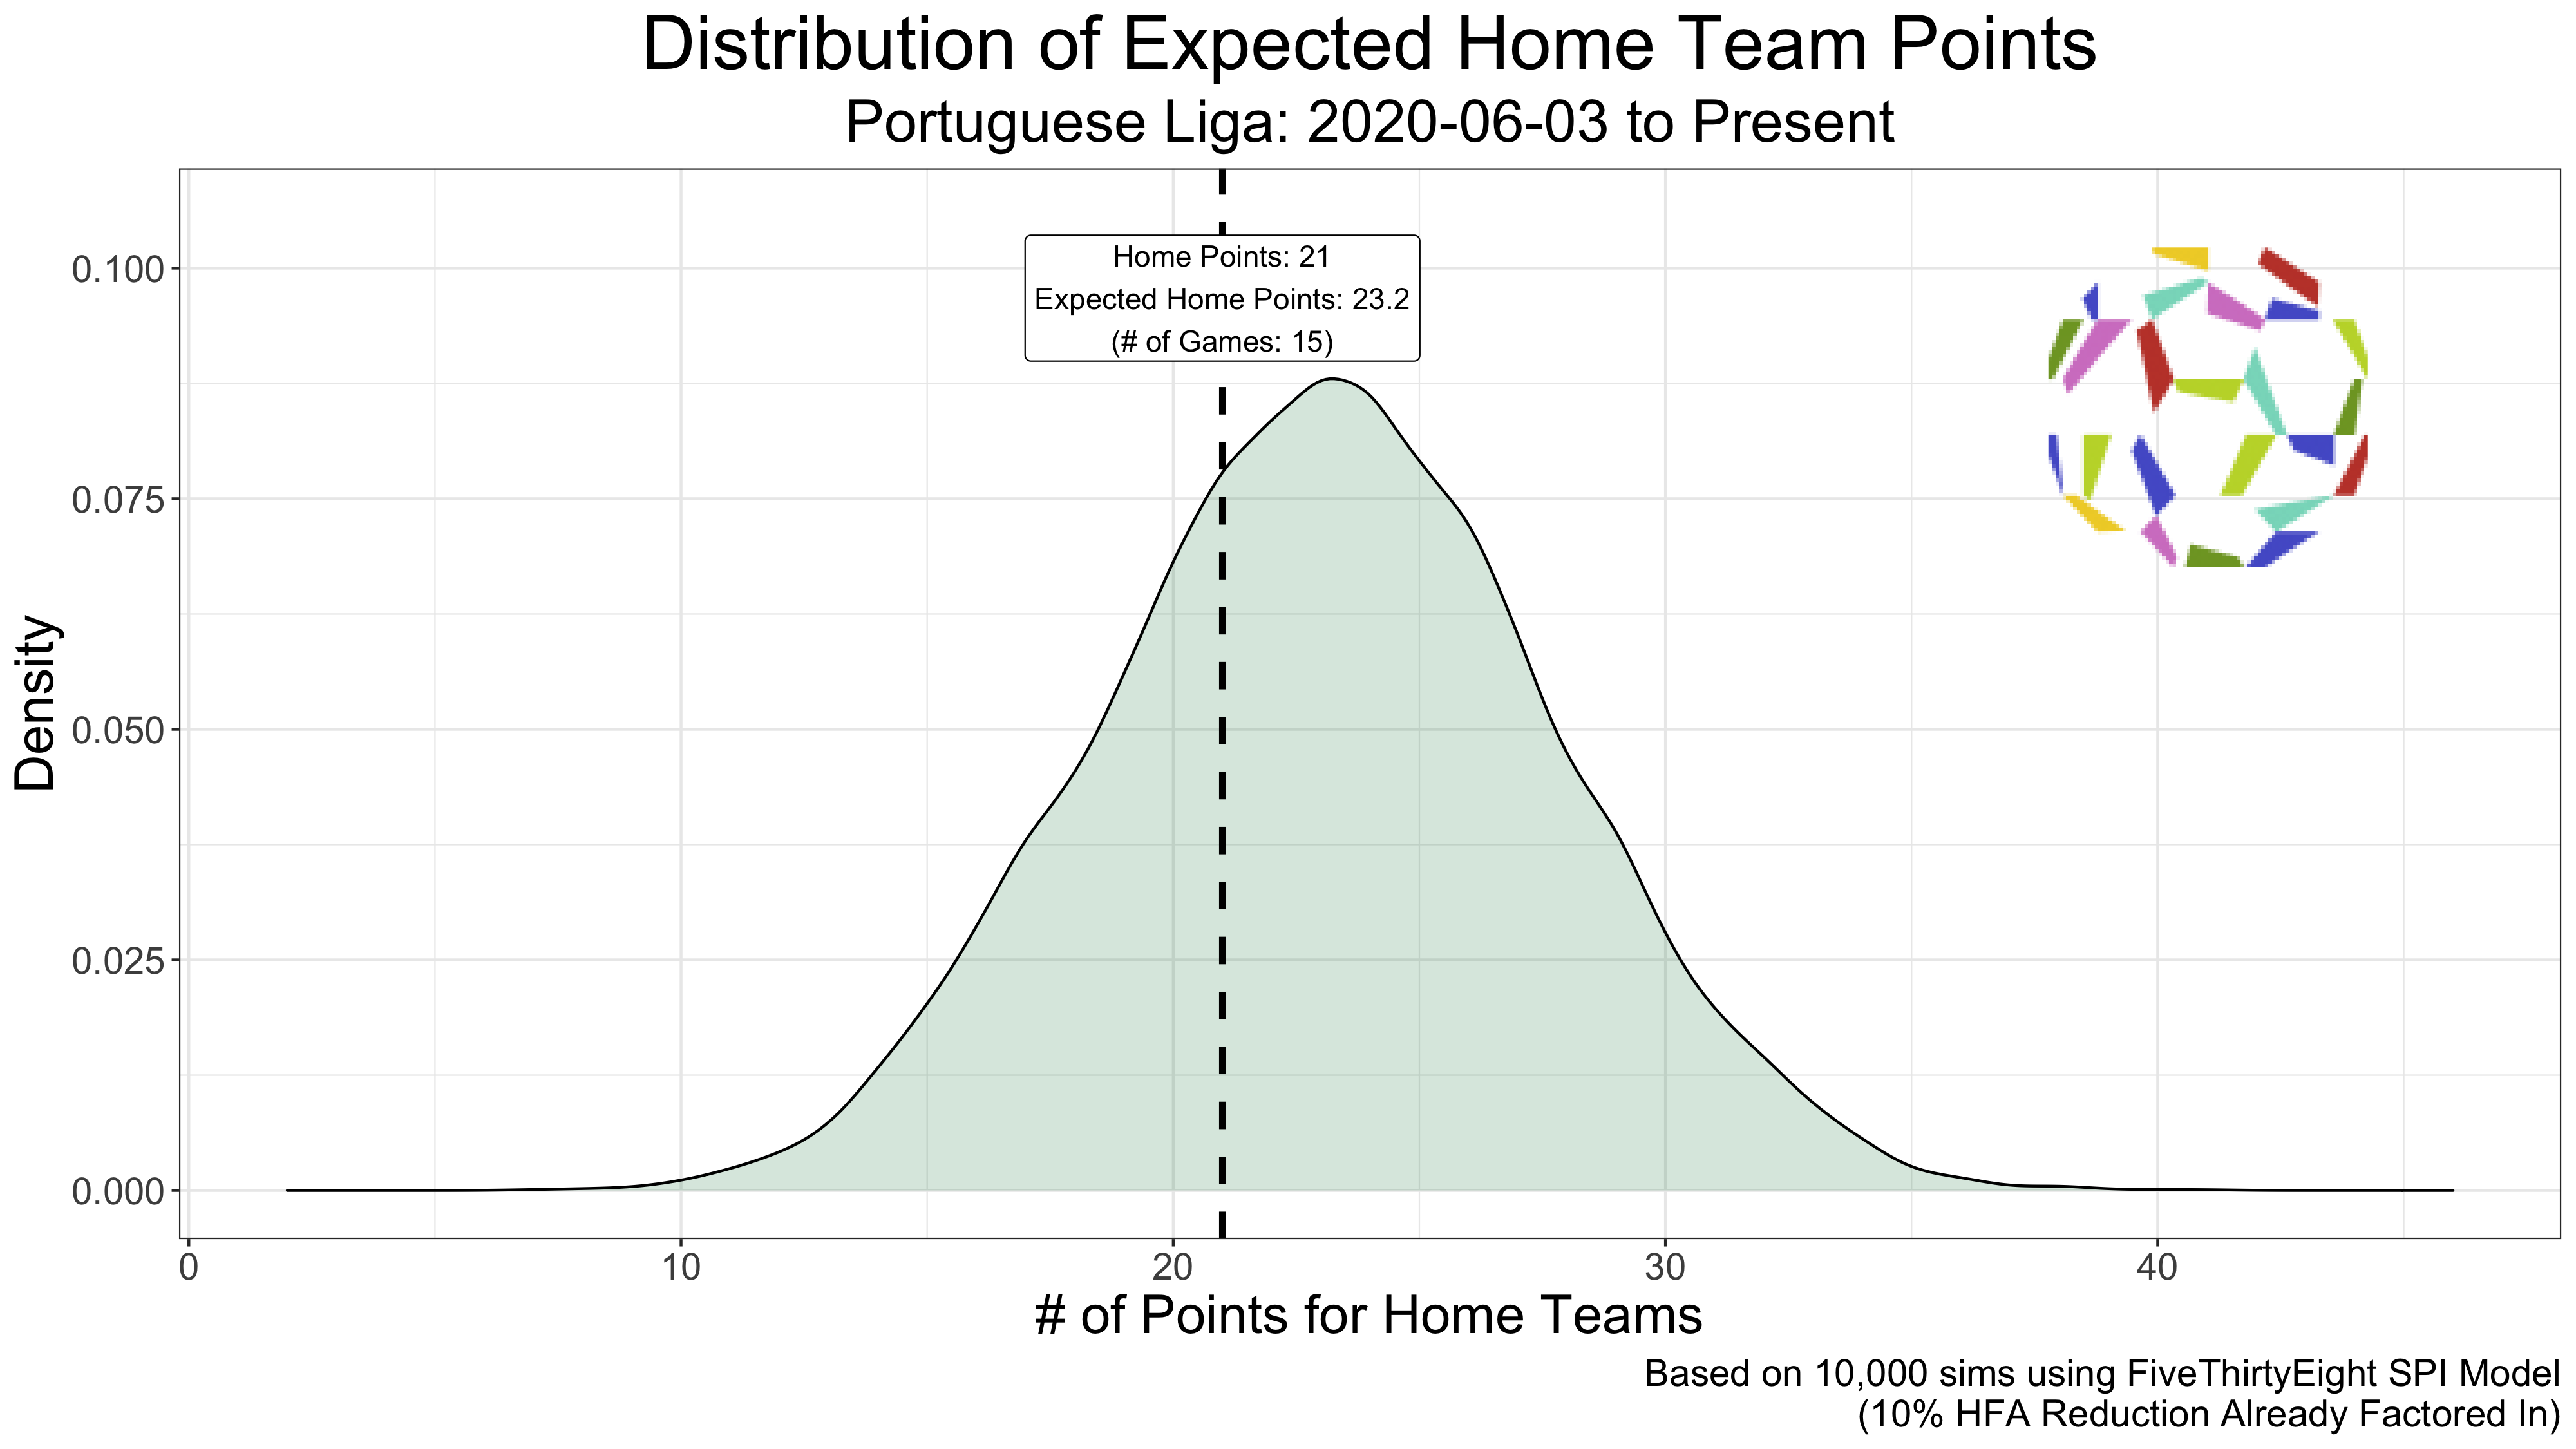 Distribution of Expected Home Team Points
Portuguese Liga: 2020-06-03 to Present
Home Points: 21
Expected Home Points: 23.2
(# of Games: 15)
0.100
0.075
0.050
0.025
0.000
Density
0 10 20 30 40
# of Points for Home Teams
Based on 10,000 sims using FiveThirtyEight SPI Model
(10% HFA Reduction Already Factored In)